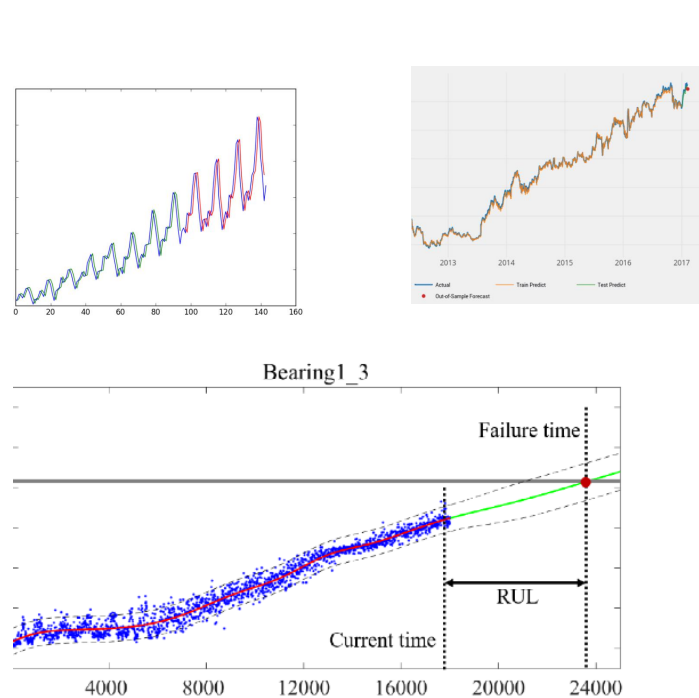 0 20 40 60 80 100 120 140 160
2013 2014 2015 2016 2017
Actual Train Predict Test Predict
Out-of-Sample Forecast
Bearing1_3
Failure time
RUL
Current time
4000 8000 12000 16000 20000 24000